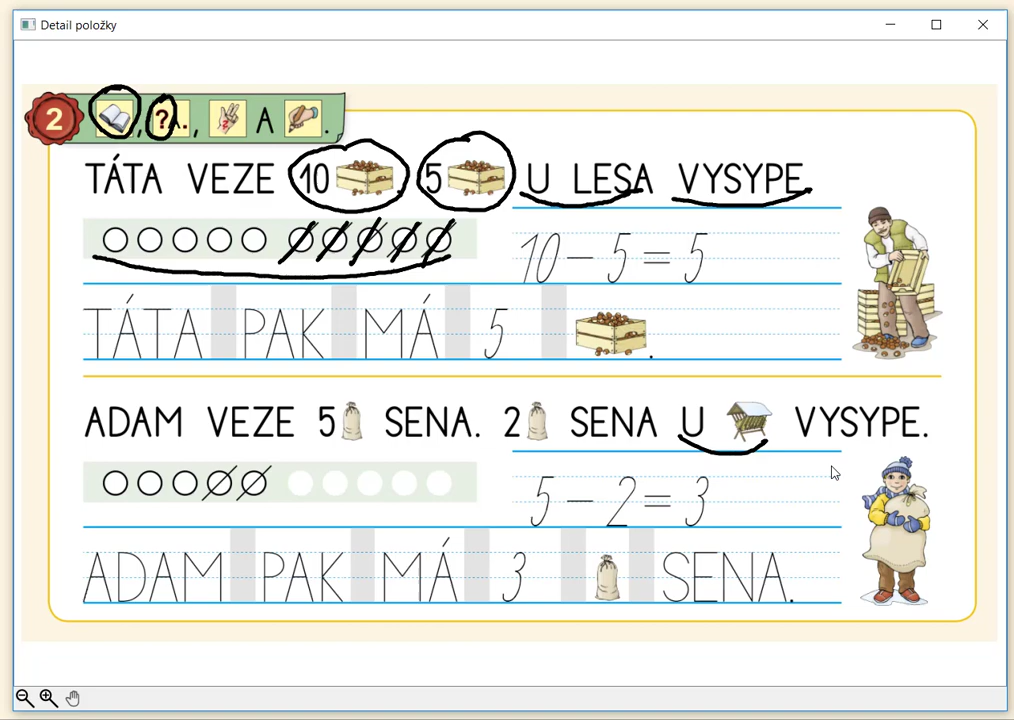 Detail položky
2 , ?., 2 A .
TÁTA VEZE 10 5 U LESA VYSYPE.
10 - 5 = 5
TÁTA PAK MÁ 5 .
ADAM VEZE 5 SENA. 2 SENA U VYSYPE.
5 - 2 = 3
ADAM PAK MÁ 3 SENA.